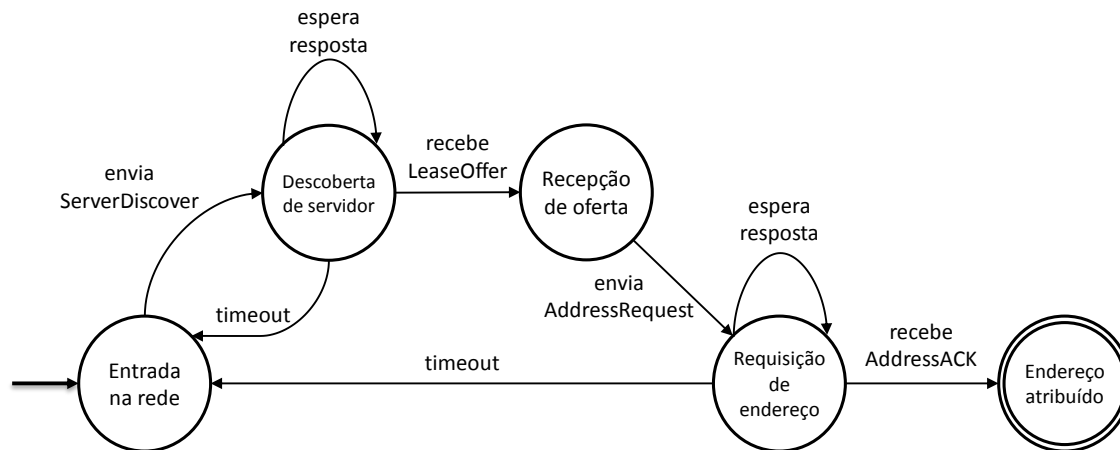 espera
resposta
envia
ServerDiscover
Descoberta
de servidor
recebe
LeaseOffer
Recepção
de oferta
espera
resposta
envia
AddressRequest
timeout
Entrada
na rede
timeout
Requisição
de
endereço
recebe
AddressACK
Endereço
atribuído